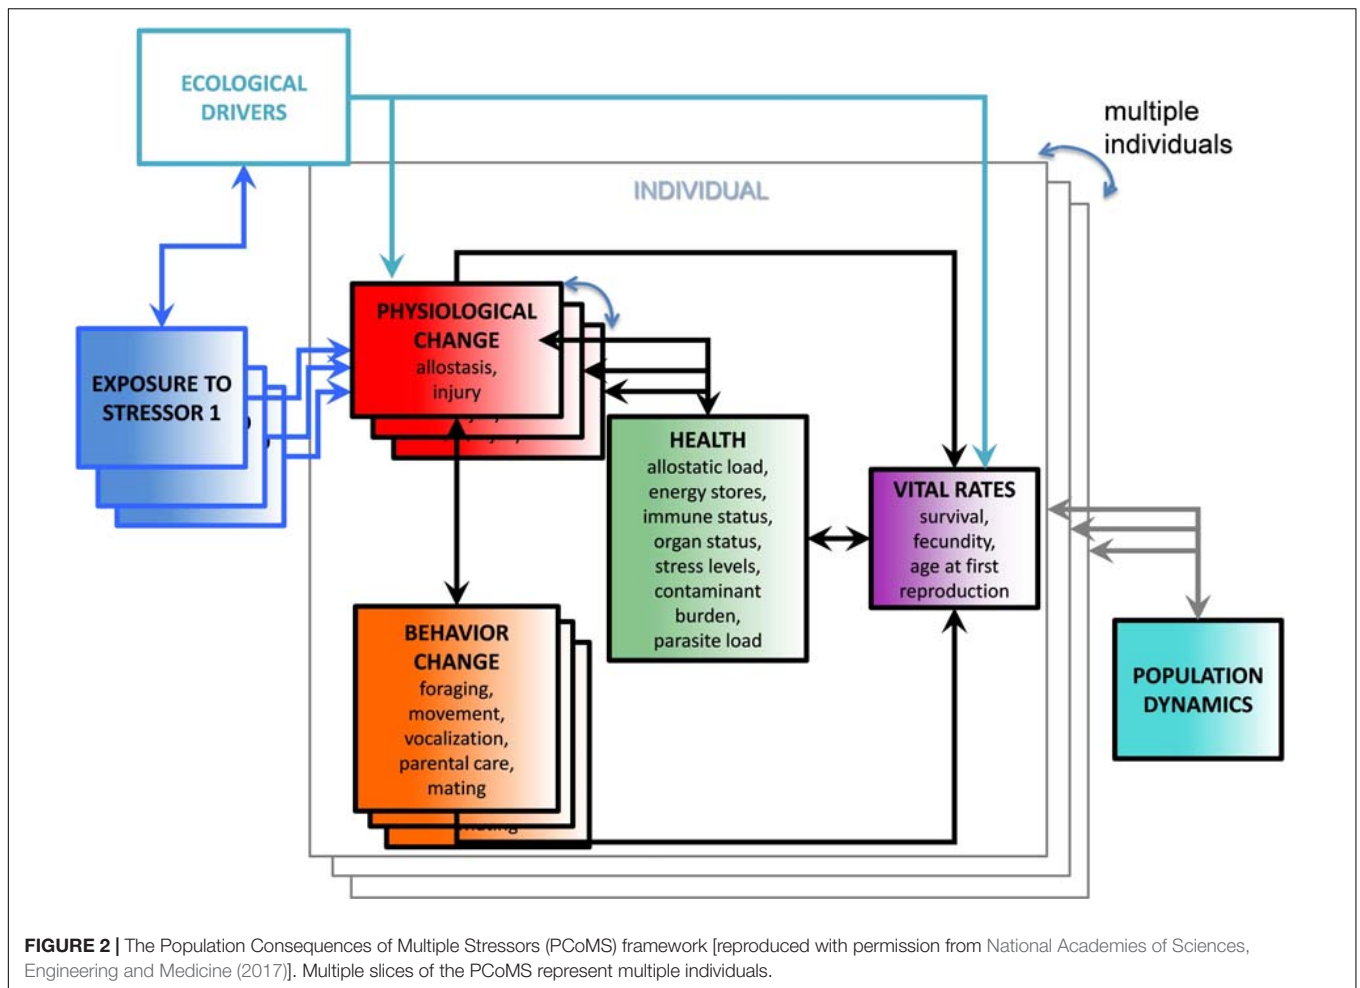 ECOLOGICAL
DRIVERS
multiple
individuals
INDIVIDUAL
PHYSIOLOGICAL
CHANGE
allostasis,
injury
EXPOSURE TO
STRESSOR 1
HEALTH
allostatic load,
energy stores,
immune status,
organ status,
stress levels,
contaminant
burden,
parasite load
VITAL RATES
survival,
fecundity,
age at first
reproduction
BEHAVIOR
CHANGE
foraging,
movement,
vocalization,
parental care,
mating
POPULATION
DYNAMICS
FIGURE 2 | The Population Consequences of Multiple Stressors (PCoMS) framework [reproduced with permission from National Academies of Sciences,
Engineering and Medicine (2017)]. Multiple slices of the PCoMS represent multiple individuals.